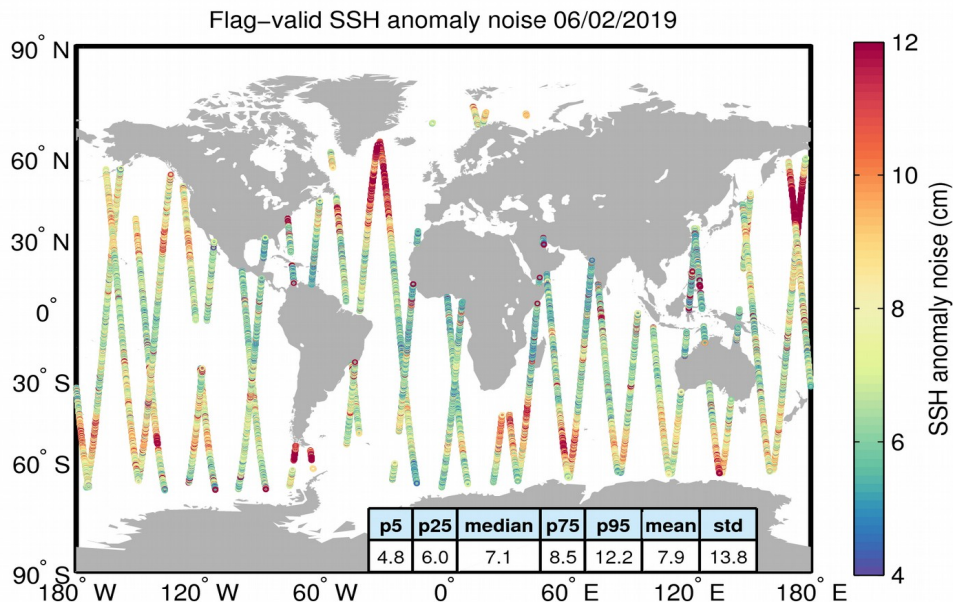 Flag−valid SSH anomaly noise 06/02/2019
90° N
60° N
30° N
0°
30° S
60° S
90° S
180° W
120° W
60° W
0°
60° E
120° E
180° E
12
10
8
6
4
SSH anomaly noise (cm)
p5 p25 median p75 p95 mean std
4.8 6.0 7.1 8.5 12.2 7.9 13.8